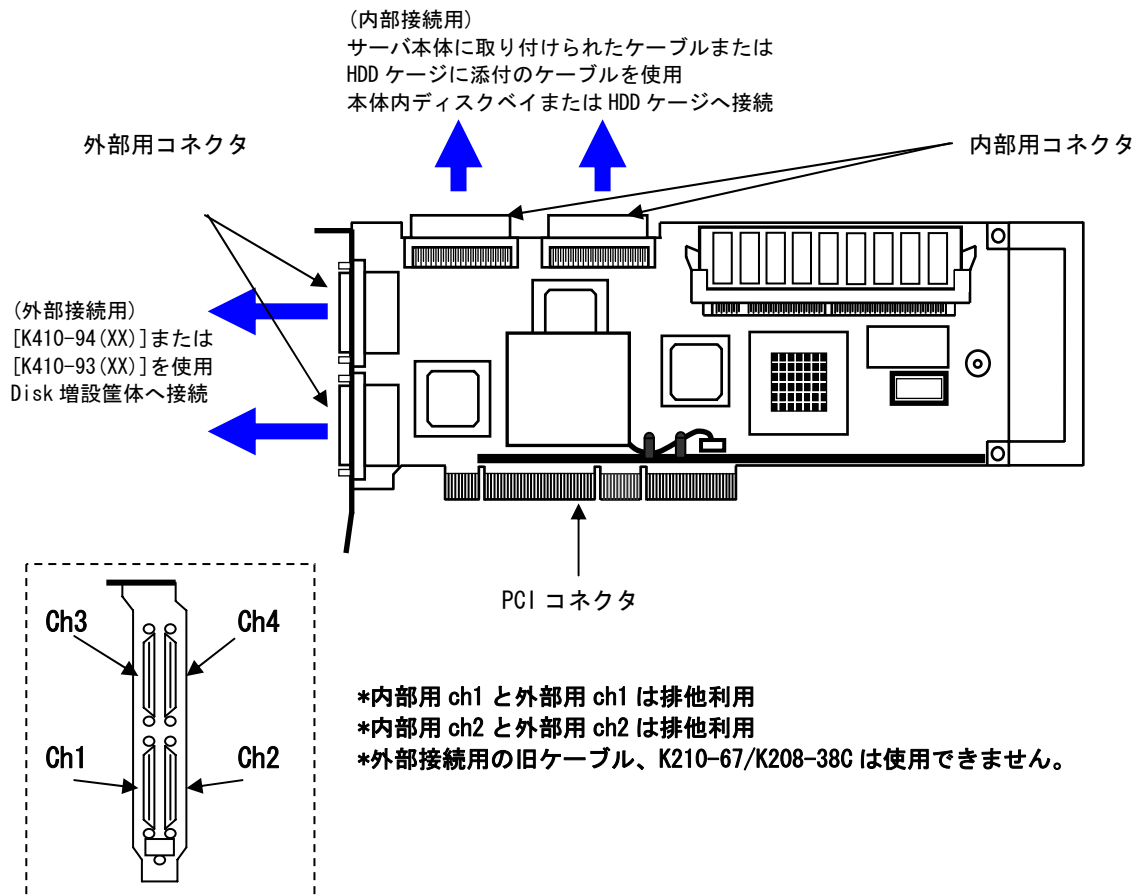 (内部接続用)
サーバ本体に取り付けられたケーブルまたは
HDD ケージに添付のケーブルを使用
本体内ディスクベイまたは HDD ケージへ接続
外部用コネクタ
内部用コネクタ
(外部接続用)
[K410-94(XX)]または
[K410-93(XX)]を使用
Disk 増設筐体へ接続
PCI コネクタ
Ch3
Ch4
Ch1
Ch2
*内部用 ch1 と外部用 ch1 は排他利用
*内部用 ch2 と外部用 ch2 は排他利用
*外部接続用の旧ケーブル、K210-67/K208-38C は使用できません。